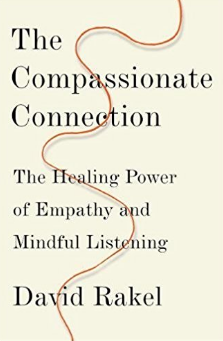 The
Compassionate
Connection
The Healing Power
of Empathy and
Mindful Listening
David Rakel